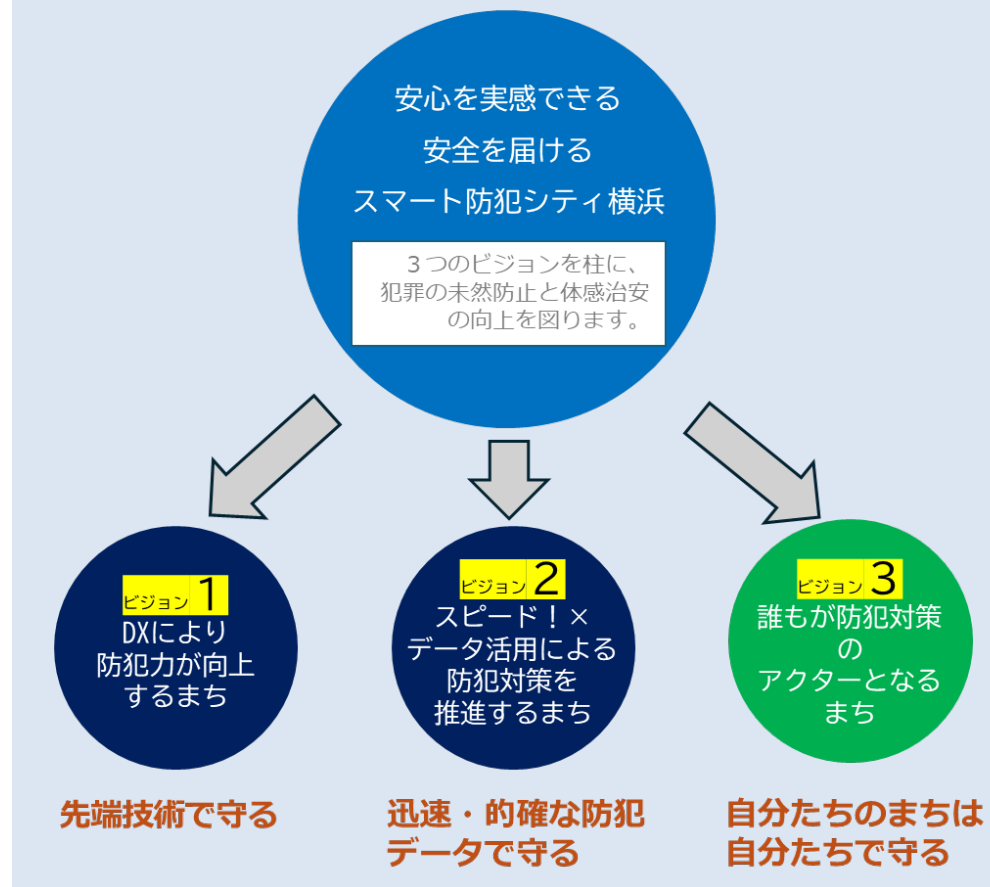 安心を実感できる
安全を届ける
スマート防犯シティ横浜
３つのビジョンを柱に、
犯罪の未然防止と体感治安
の向上を図ります。
ビジョン１
DXにより
防犯力が向上
するまち
ビジョン２
スピード！×
データ活用による
防犯対策を
推進するまち
ビジョン３
誰もが防犯対策
の
アクターとなる
まち
先端技術で守る
迅速・的確な防犯
データで守る
自分たちのまちは
自分たちで守る